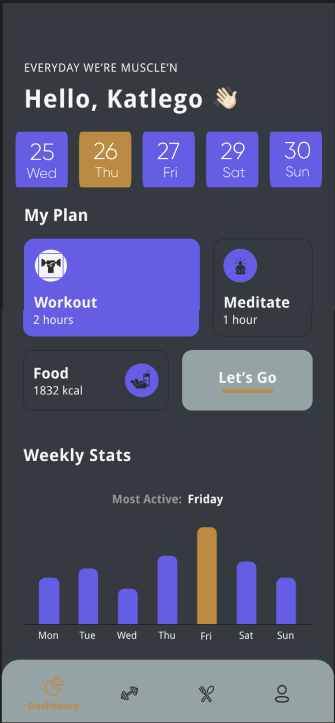 EVERYDAY WE'RE MUSCLE'N
Hello, Katlego 👋🏻
25 26 27 29 30
Wed Thu Fri Sat Sun
My Plan
Workout
2 hours
Meditate
1 hour
Food
1832 kcal
Let's Go
Weekly Stats
Most Active: Friday
Mon Tue Wed Thu Fri Sat Sun
Dashboard